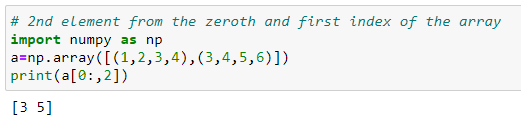 # 2nd element from the zeroth and first index of the array
import numpy as np
a=np.array([(1,2,3,4),(3,4,5,6)])
print(a[0:,2])
[3 5]